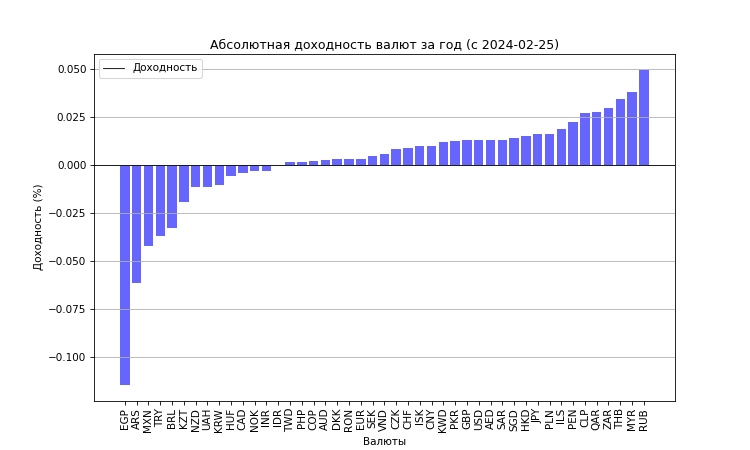 Абсолютная доходность валют за год (с 2024-02-25)
Доходность
0.050
0.025
0.000
−0.025
−0.050
−0.075
−0.100
Доходность (%)
EGP ARS MXN TRY BRL KZT NZD UAH KRW HUF CAD NOK INR IDR TWD PHP COP AUD DKK RON EUR SEK VND CZK CHF ISK CNY KWD PKR GBP USD AED SAR SGD HKD JPY PLN ILS PEN CLP QAR ZAR THB MYR RUB
Валюты